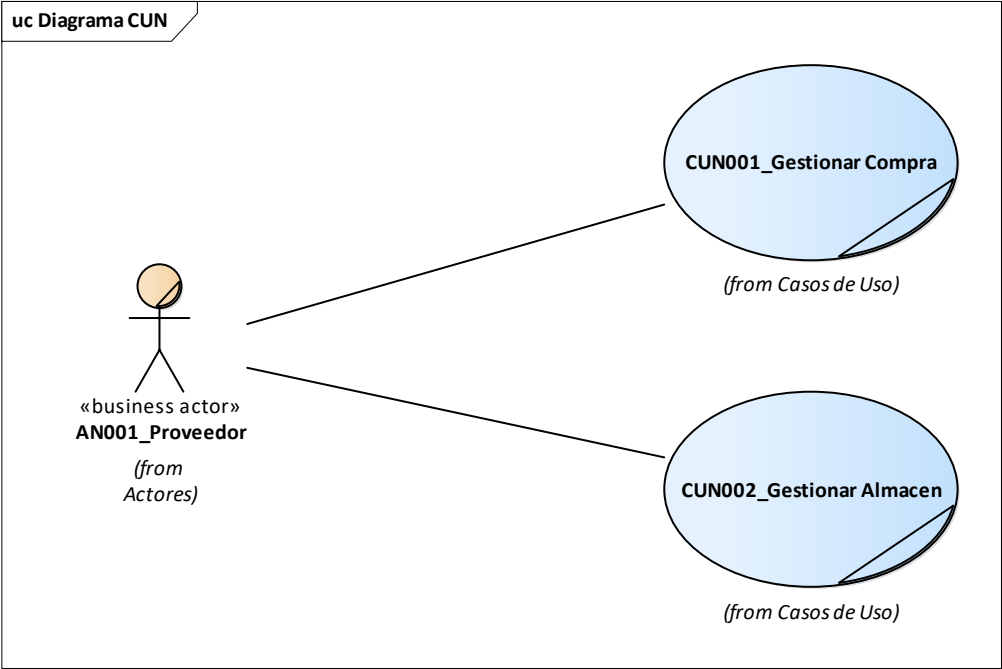 uc Diagrama CUN
CUN001_Gestionar Compra
(from Casos de Uso)
«business actor»
AN001_Proveedor
(from
Actores)
CUN002_Gestionar Almacen
(from Casos de Uso)